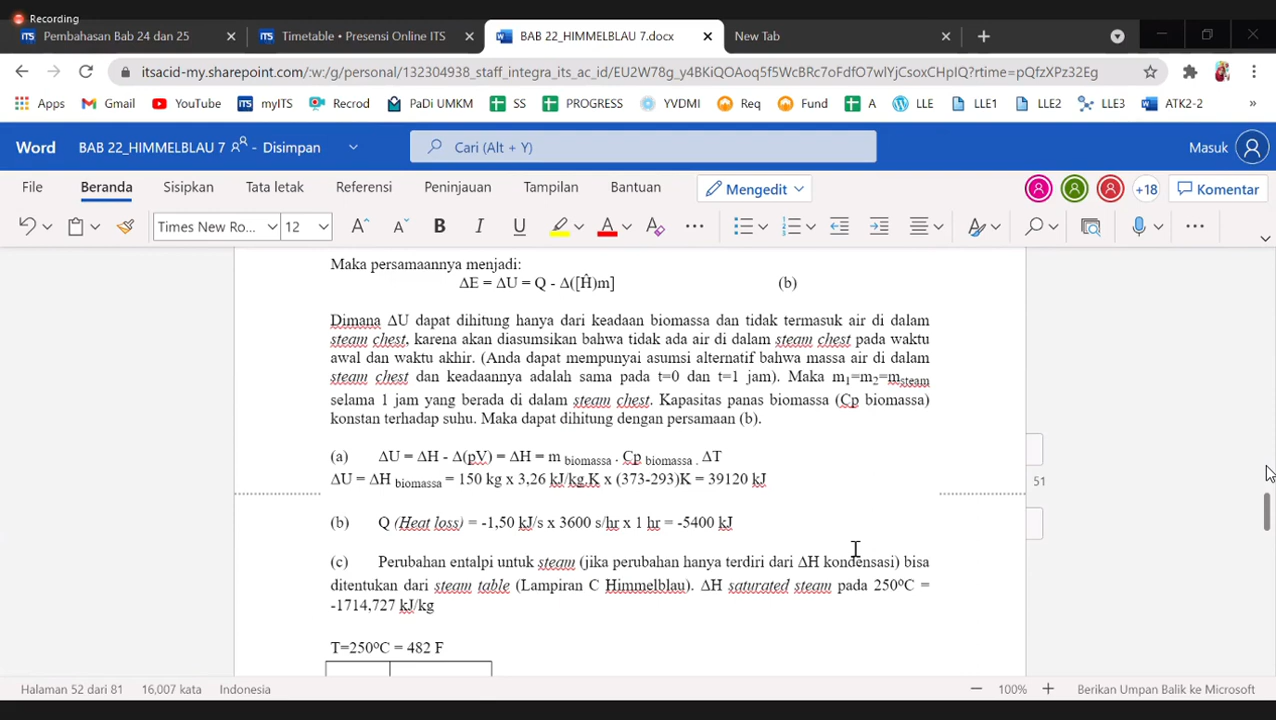 Recording
Pembahasan Bab 24 dan 25
ITS Timetable • Presensi Online ITS
BAB 22_HIMMELBLAU 7.docx
New Tab
itsacid-my.sharepoint.com/:w:/g/personal/132304938_staff_integra_its_ac_id/EU2W78g_y4BKiQOAoq5f5WcBRc7oFdfO7wlYjCsoxCHpIQ?rtime=pQfzXPz32Eg
Apps Gmail YouTube ITS myITS Recrod PaDi UMKM SS PROGRESS YVDMI Req Fund A LLE LLE1 LLE2 LLE3 ATK2-2 »
Word BAB 22_HIMMELBLAU 7 - Disimpan Cari (Alt + Y) Masuk
File Beranda Sisipkan Tata letak Referensi Peninjauan Tampilan Bantuan Mengedit +18 Komentar
Times New Ro... 12 A A B I U A
Maka persamaannya menjadi:
ΔE = ΔU = Q - Δ([Ĥ)m] (b)
Dimana ΔU dapat dihitung hanya dari keadaan biomassa dan tidak termasuk air di dalam
steam chest, karena akan diasumsikan bahwa tidak ada air di dalam steam chest pada waktu
awal dan waktu akhir. (Anda dapat mempunyai asumsi alternatif bahwa massa air di dalam
steam chest dan keadaannya adalah sama pada t=0 dan t=1 jam). Maka m1=m2=msteam
selama 1 jam yang berada di dalam steam chest. Kapasitas panas biomassa (Cp biomassa)
konstan terhadap suhu. Maka dapat dihitung dengan persamaan (b).
(a) ΔU = ΔH - Δ(pV) = ΔH = m biomassa . Cp biomassa . ΔT
ΔU = ΔH biomassa = 150 kg x 3,26 kJ/kg.K x (373-293)K = 39120 kJ
51
(b) Q (Heat loss) = -1,50 kJ/s x 3600 s/hr x 1 hr = -5400 kJ
(c) Perubahan entalpi untuk steam (jika perubahan hanya terdiri dari ΔH kondensasi) bisa
ditentukan dari steam table (Lampiran C Himmelblau). ΔH saturated steam pada 250ᴼC =
-1714,727 kJ/kg
T=250ᴼC = 482 F
Halaman 52 dari 81 16,007 kata Indonesia 100% Berikan Umpan Balik ke Microsoft